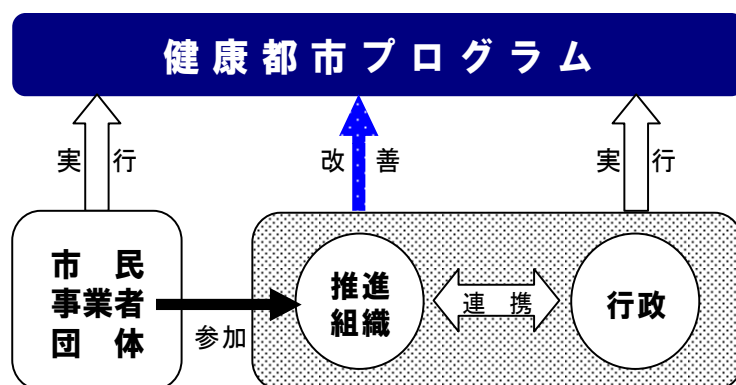 健康都市プログラム
実行
改善
実行
市民
事業者
団体
参加
推進
組織
連携
行政